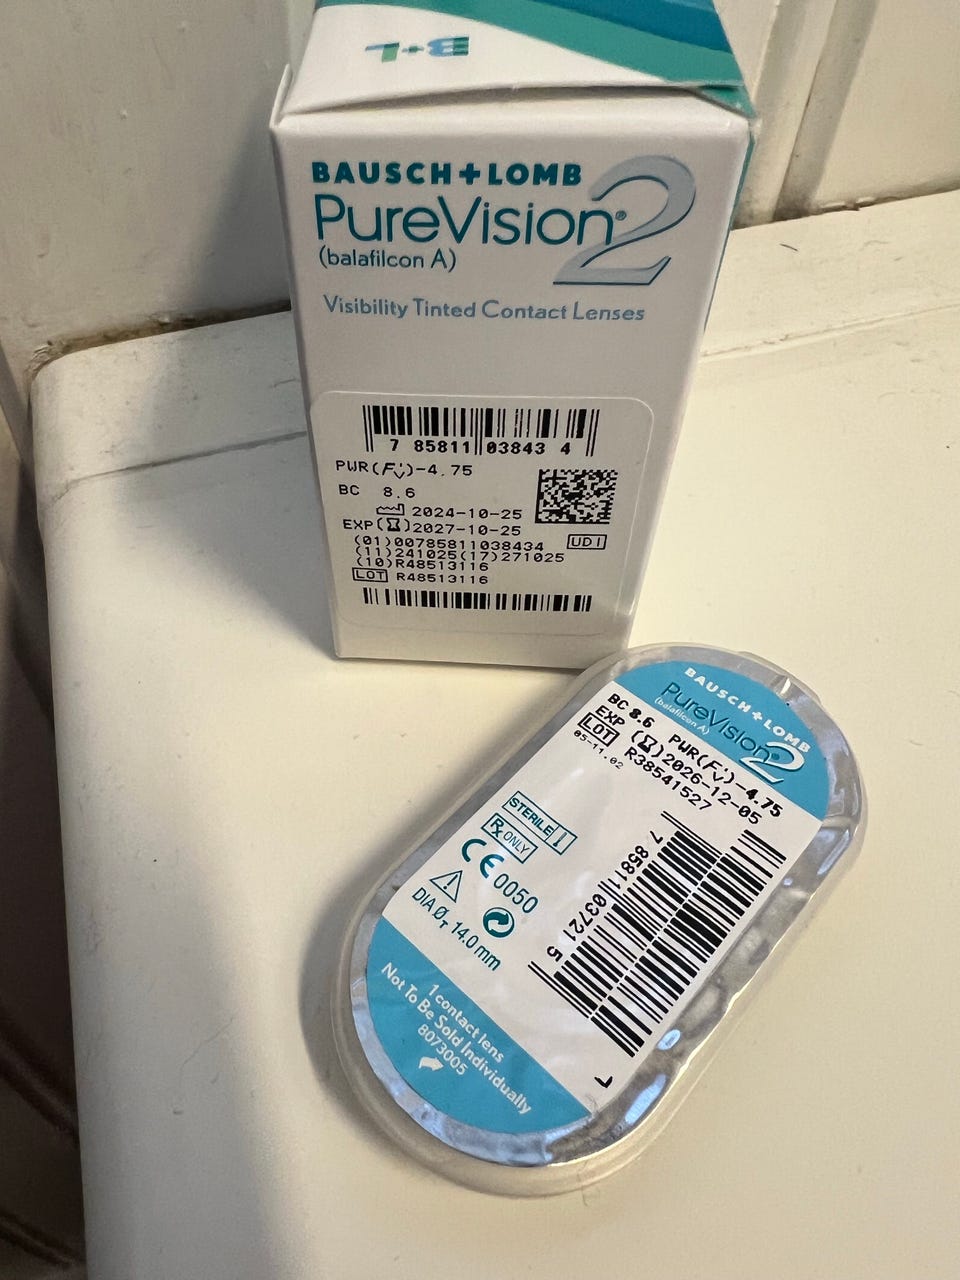 B+L
BAUSCH+LOMB
PureVision®2
(balafilcon A)
Visibility Tinted Contact Lenses
7 85811 03843 4
PWR(F'v)-4.75
BC 8.6
2024-10-25
EXP(⌛)2027-10-25
UDI
(01)00785811038434
(11)241025(17)271025
(10)R48513116
LOT R48513116
BAUSCH+LOMB
PureVision®2
(balafilcon A)
BC 8.6 PWR(F'v)-4.75
EXP (⌛)2026-12-05
LOT R38541527
05-11.02
STERILE
Rx ONLY
CE0050
DIA ØT 14.0 mm
7 85811 03721 5
1 contact lens
Not To Be Sold Individually
8073005
L